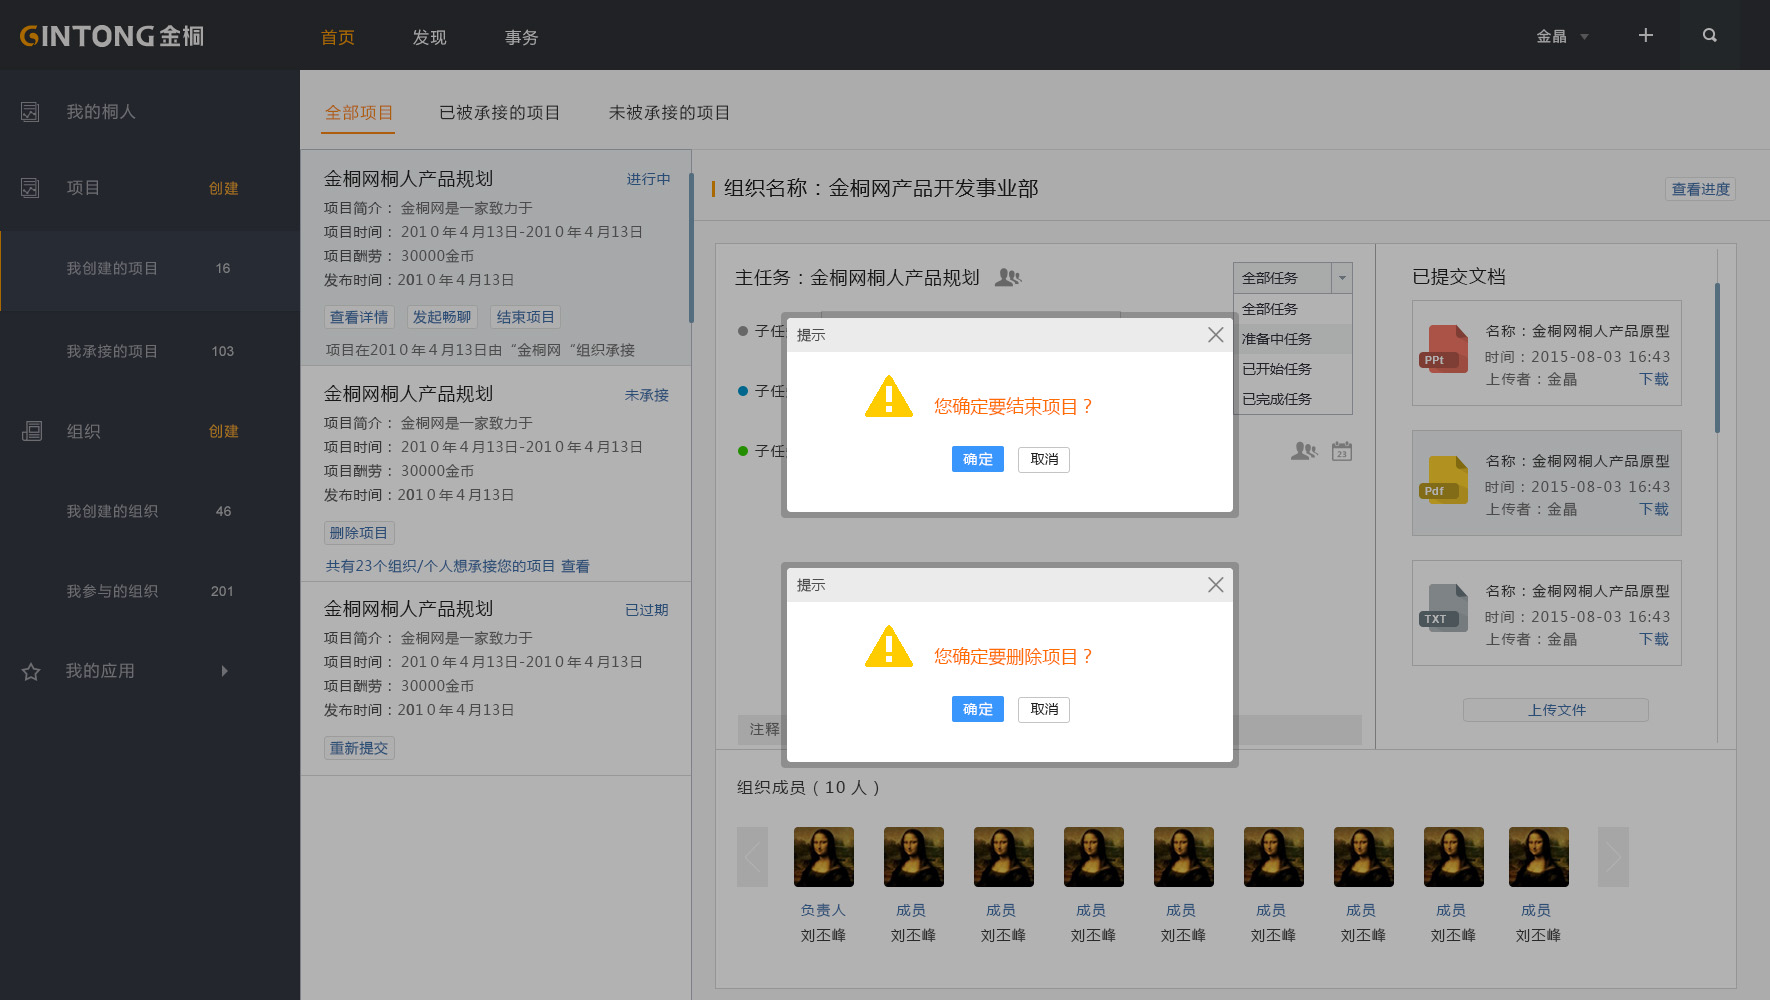 GINTONG金桐
首页
发现
事务
金晶
我的桐人
项目
创建
我创建的项目
16
我承接的项目
103
组织
创建
我创建的组织
46
我参与的组织
201
我的应用
全部项目
已被承接的项目
未被承接的项目
金桐网桐人产品规划
进行中
项目简介： 金桐网是一家致力于
项目时间： 2010年4月13日-2010年4月13日
项目酬劳： 30000金币
发布时间：2010年4月13日
查看详情
发起畅聊
结束项目
项目在2010年4月13日由“金桐网“组织承接
金桐网桐人产品规划
未承接
项目简介： 金桐网是一家致力于
项目时间： 2010年4月13日-2010年4月13日
项目酬劳： 30000金币
发布时间：2010年4月13日
删除项目
共有23个组织/个人想承接您的项目 查看
金桐网桐人产品规划
已过期
项目简介： 金桐网是一家致力于
项目时间： 2010年4月13日-2010年4月13日
项目酬劳： 30000金币
发布时间：2010年4月13日
重新提交
组织名称：金桐网产品开发事业部
查看进度
主任务：金桐网桐人产品规划
全部任务
全部任务
准备中任务
已开始任务
已完成任务
子任
子任
子任
23
提示
您确定要结束项目？
确定
取消
提示
您确定要删除项目？
确定
取消
注释
已提交文档
PPt
名称：金桐网桐人产品原型
时间：2015-08-03 16:43
上传者：金晶
下载
Pdf
名称：金桐网桐人产品原型
时间：2015-08-03 16:43
上传者：金晶
下载
TXT
名称：金桐网桐人产品原型
时间：2015-08-03 16:43
上传者：金晶
下载
上传文件
组织成员（10 人）
负责人
成员
成员
成员
成员
成员
成员
成员
成员
刘丕峰
刘丕峰
刘丕峰
刘丕峰
刘丕峰
刘丕峰
刘丕峰
刘丕峰
刘丕峰